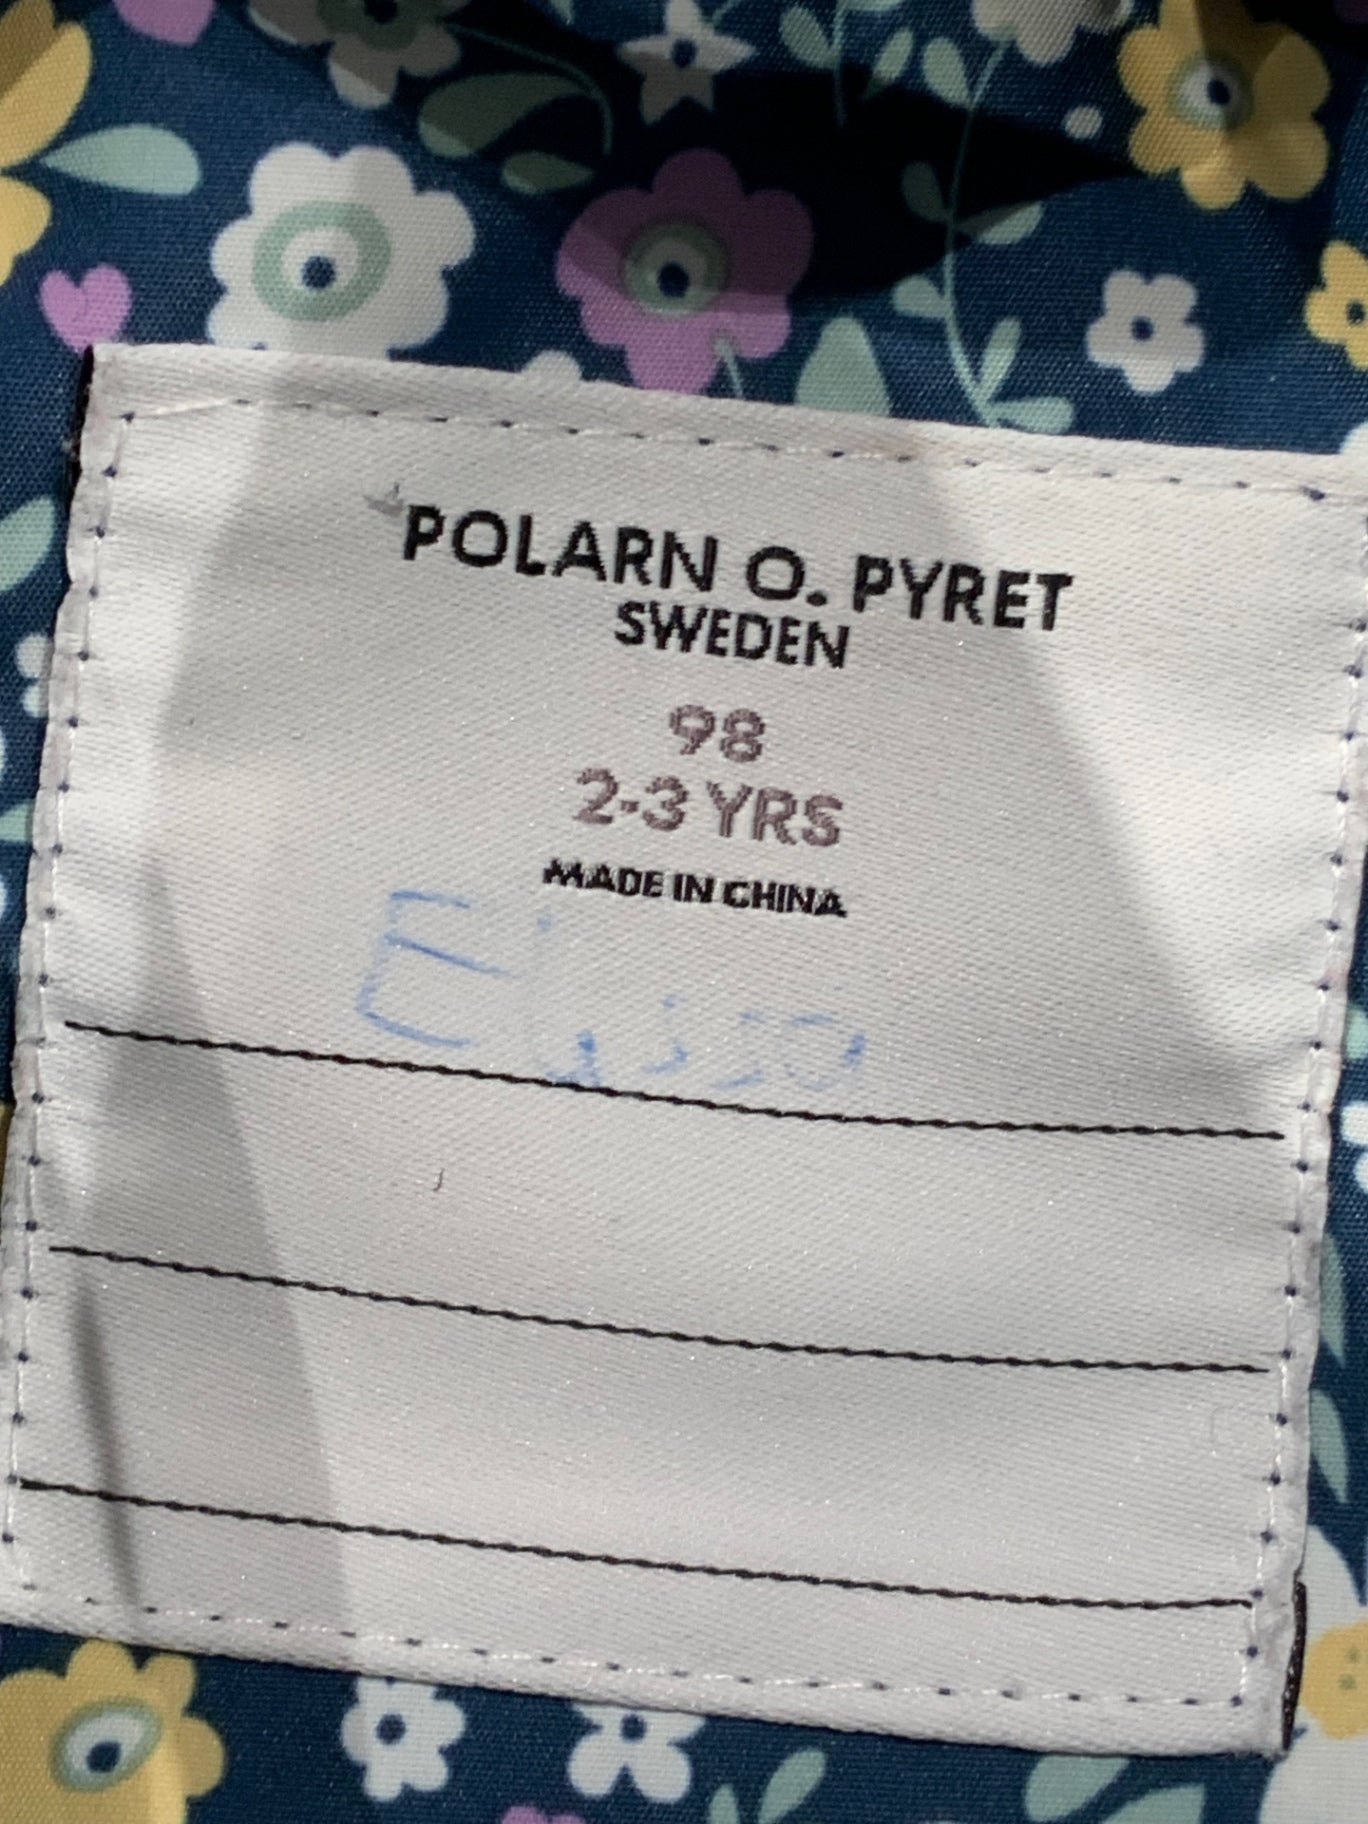 POLARN O. PYRET
SWEDEN
98
2-3 YRS
MADE IN CHINA